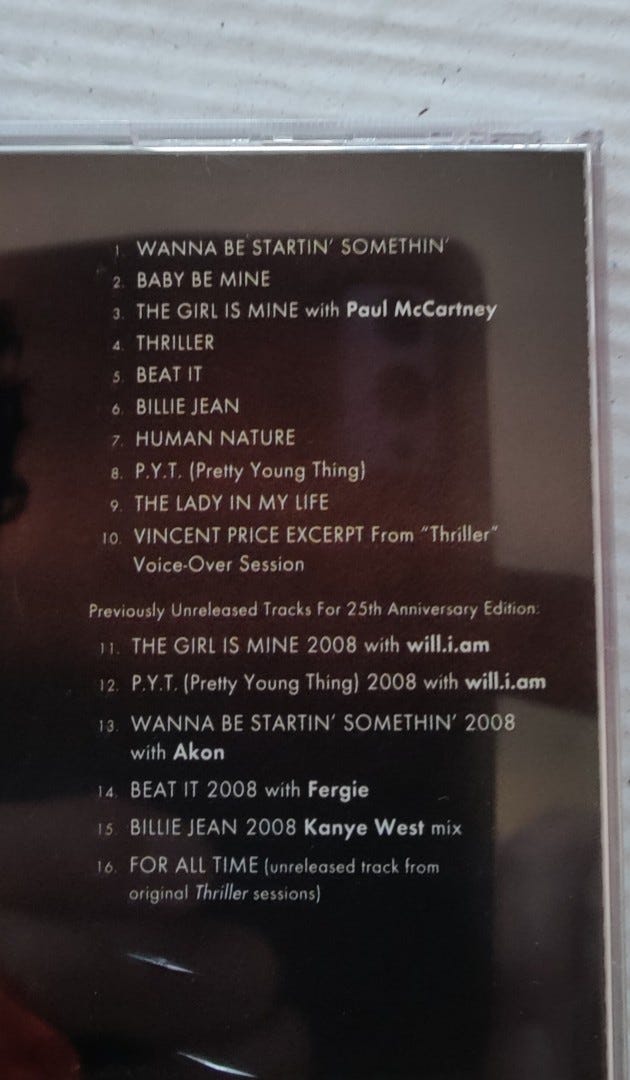 1. WANNA BE STARTIN' SOMETHIN'
2. BABY BE MINE
3. THE GIRL IS MINE with Paul McCartney
4. THRILLER
5. BEAT IT
6. BILLIE JEAN
7. HUMAN NATURE
8. P.Y.T. (Pretty Young Thing)
9. THE LADY IN MY LIFE
10. VINCENT PRICE EXCERPT From "Thriller"
Voice-Over Session
Previously Unreleased Tracks For 25th Anniversary Edition:
11. THE GIRL IS MINE 2008 with will.i.am
12. P.Y.T. (Pretty Young Thing) 2008 with will.i.am
13. WANNA BE STARTIN' SOMETHIN' 2008
with Akon
14. BEAT IT 2008 with Fergie
15. BILLIE JEAN 2008 Kanye West mix
16. FOR ALL TIME (unreleased track from
original Thriller sessions)